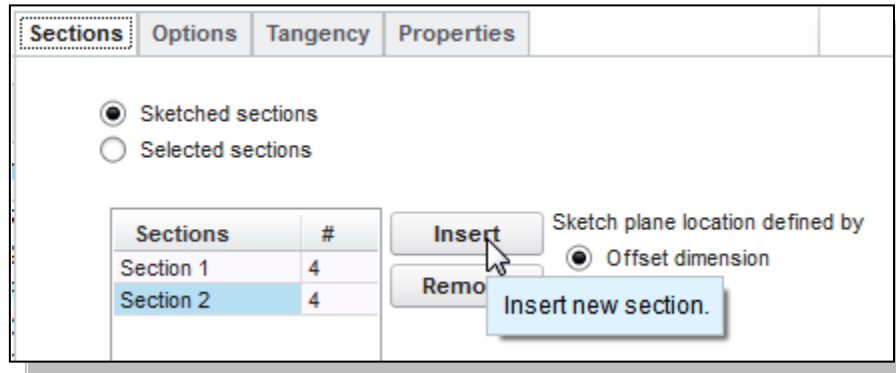 Sections Options Tangency Properties
Sketched sections
Selected sections
Sections #
Section 1 4
Section 2 4
Insert
Remo
Sketch plane location defined by
Offset dimension
Insert new section.